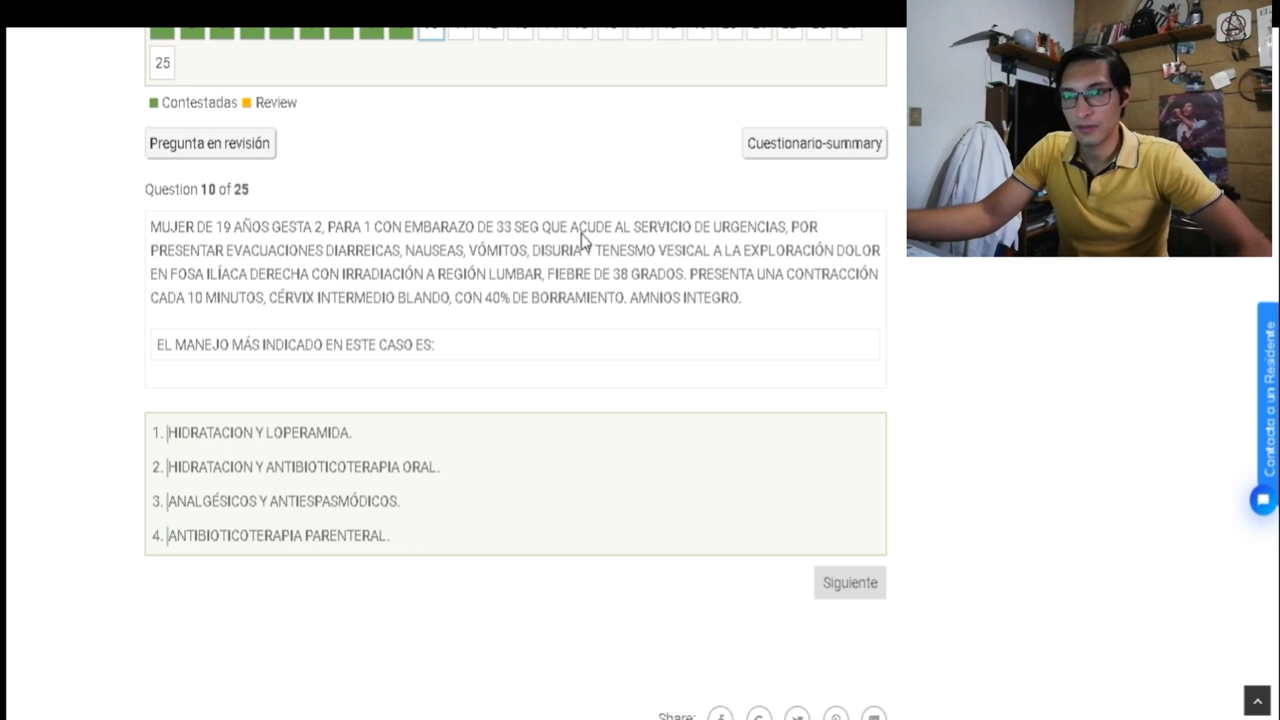 25
Contestadas Review
Pregunta en revisión
Cuestionario-summary
Question 10 of 25
MUJER DE 19 AÑOS GESTA 2, PARA 1 CON EMBARAZO DE 33 SEG QUE ACUDE AL SERVICIO DE URGENCIAS, POR
PRESENTAR EVACUACIONES DIARREICAS, NAUSEAS, VÓMITOS, DISURIA Y TENESMO VESICAL A LA EXPLORACIÓN DOLOR
EN FOSA ILÍACA DERECHA CON IRRADIACIÓN A REGIÓN LUMBAR, FIEBRE DE 38 GRADOS. PRESENTA UNA CONTRACCIÓN
CADA 10 MINUTOS, CÉRVIX INTERMEDIO BLANDO, CON 40% DE BORRAMIENTO. AMNIOS INTEGRO.
EL MANEJO MÁS INDICADO EN ESTE CASO ES:
1. HIDRATACION Y LOPERAMIDA.
2. HIDRATACION Y ANTIBIOTICOTERAPIA ORAL.
3. ANALGÉSICOS Y ANTIESPASMÓDICOS.
4. ANTIBIOTICOTERAPIA PARENTERAL.
Siguiente
Contacta a un Residente
Share: